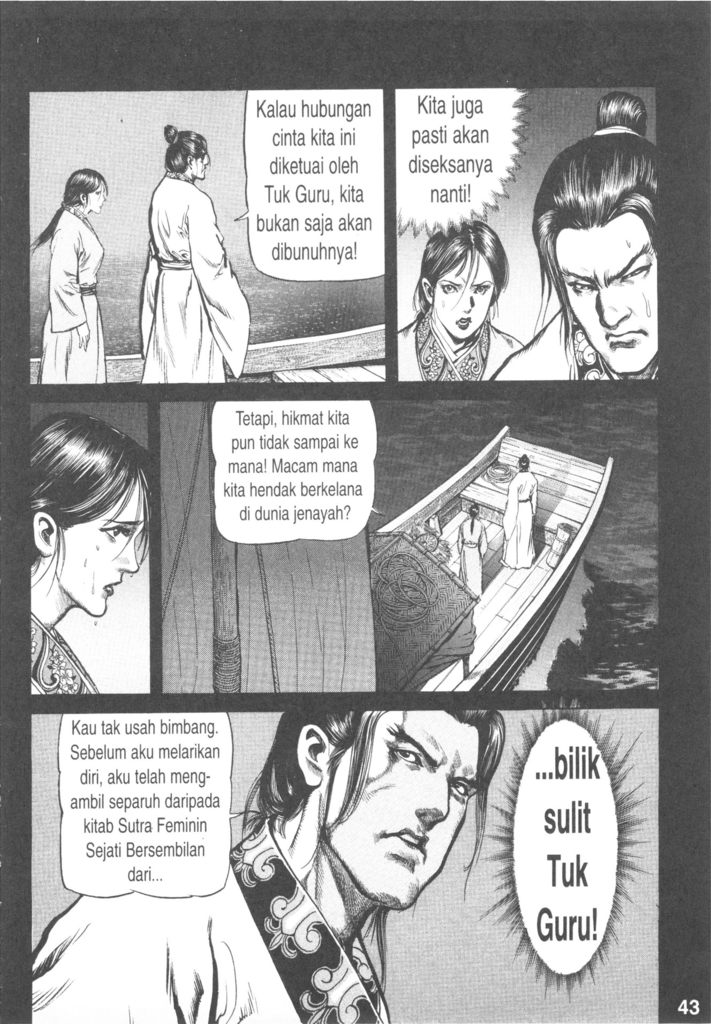 Kalau hubungan
cinta kita ini
diketuai oleh
Tuk Guru, kita
bukan saja akan
dibunuhnya!
Kita juga
pasti akan
diseksanya
nanti!
Tetapi, hikmat kita
pun tidak sampai ke
mana! Macam mana
kita hendak berkelana
di dunia jenayah?
Kau tak usah bimbang.
Sebelum aku melarikan
diri, aku telah meng-
ambil separuh daripada
kitab Sutra Feminin
Sejati Bersembilan
dari...
...bilik
sulit
Tuk
Guru!
43